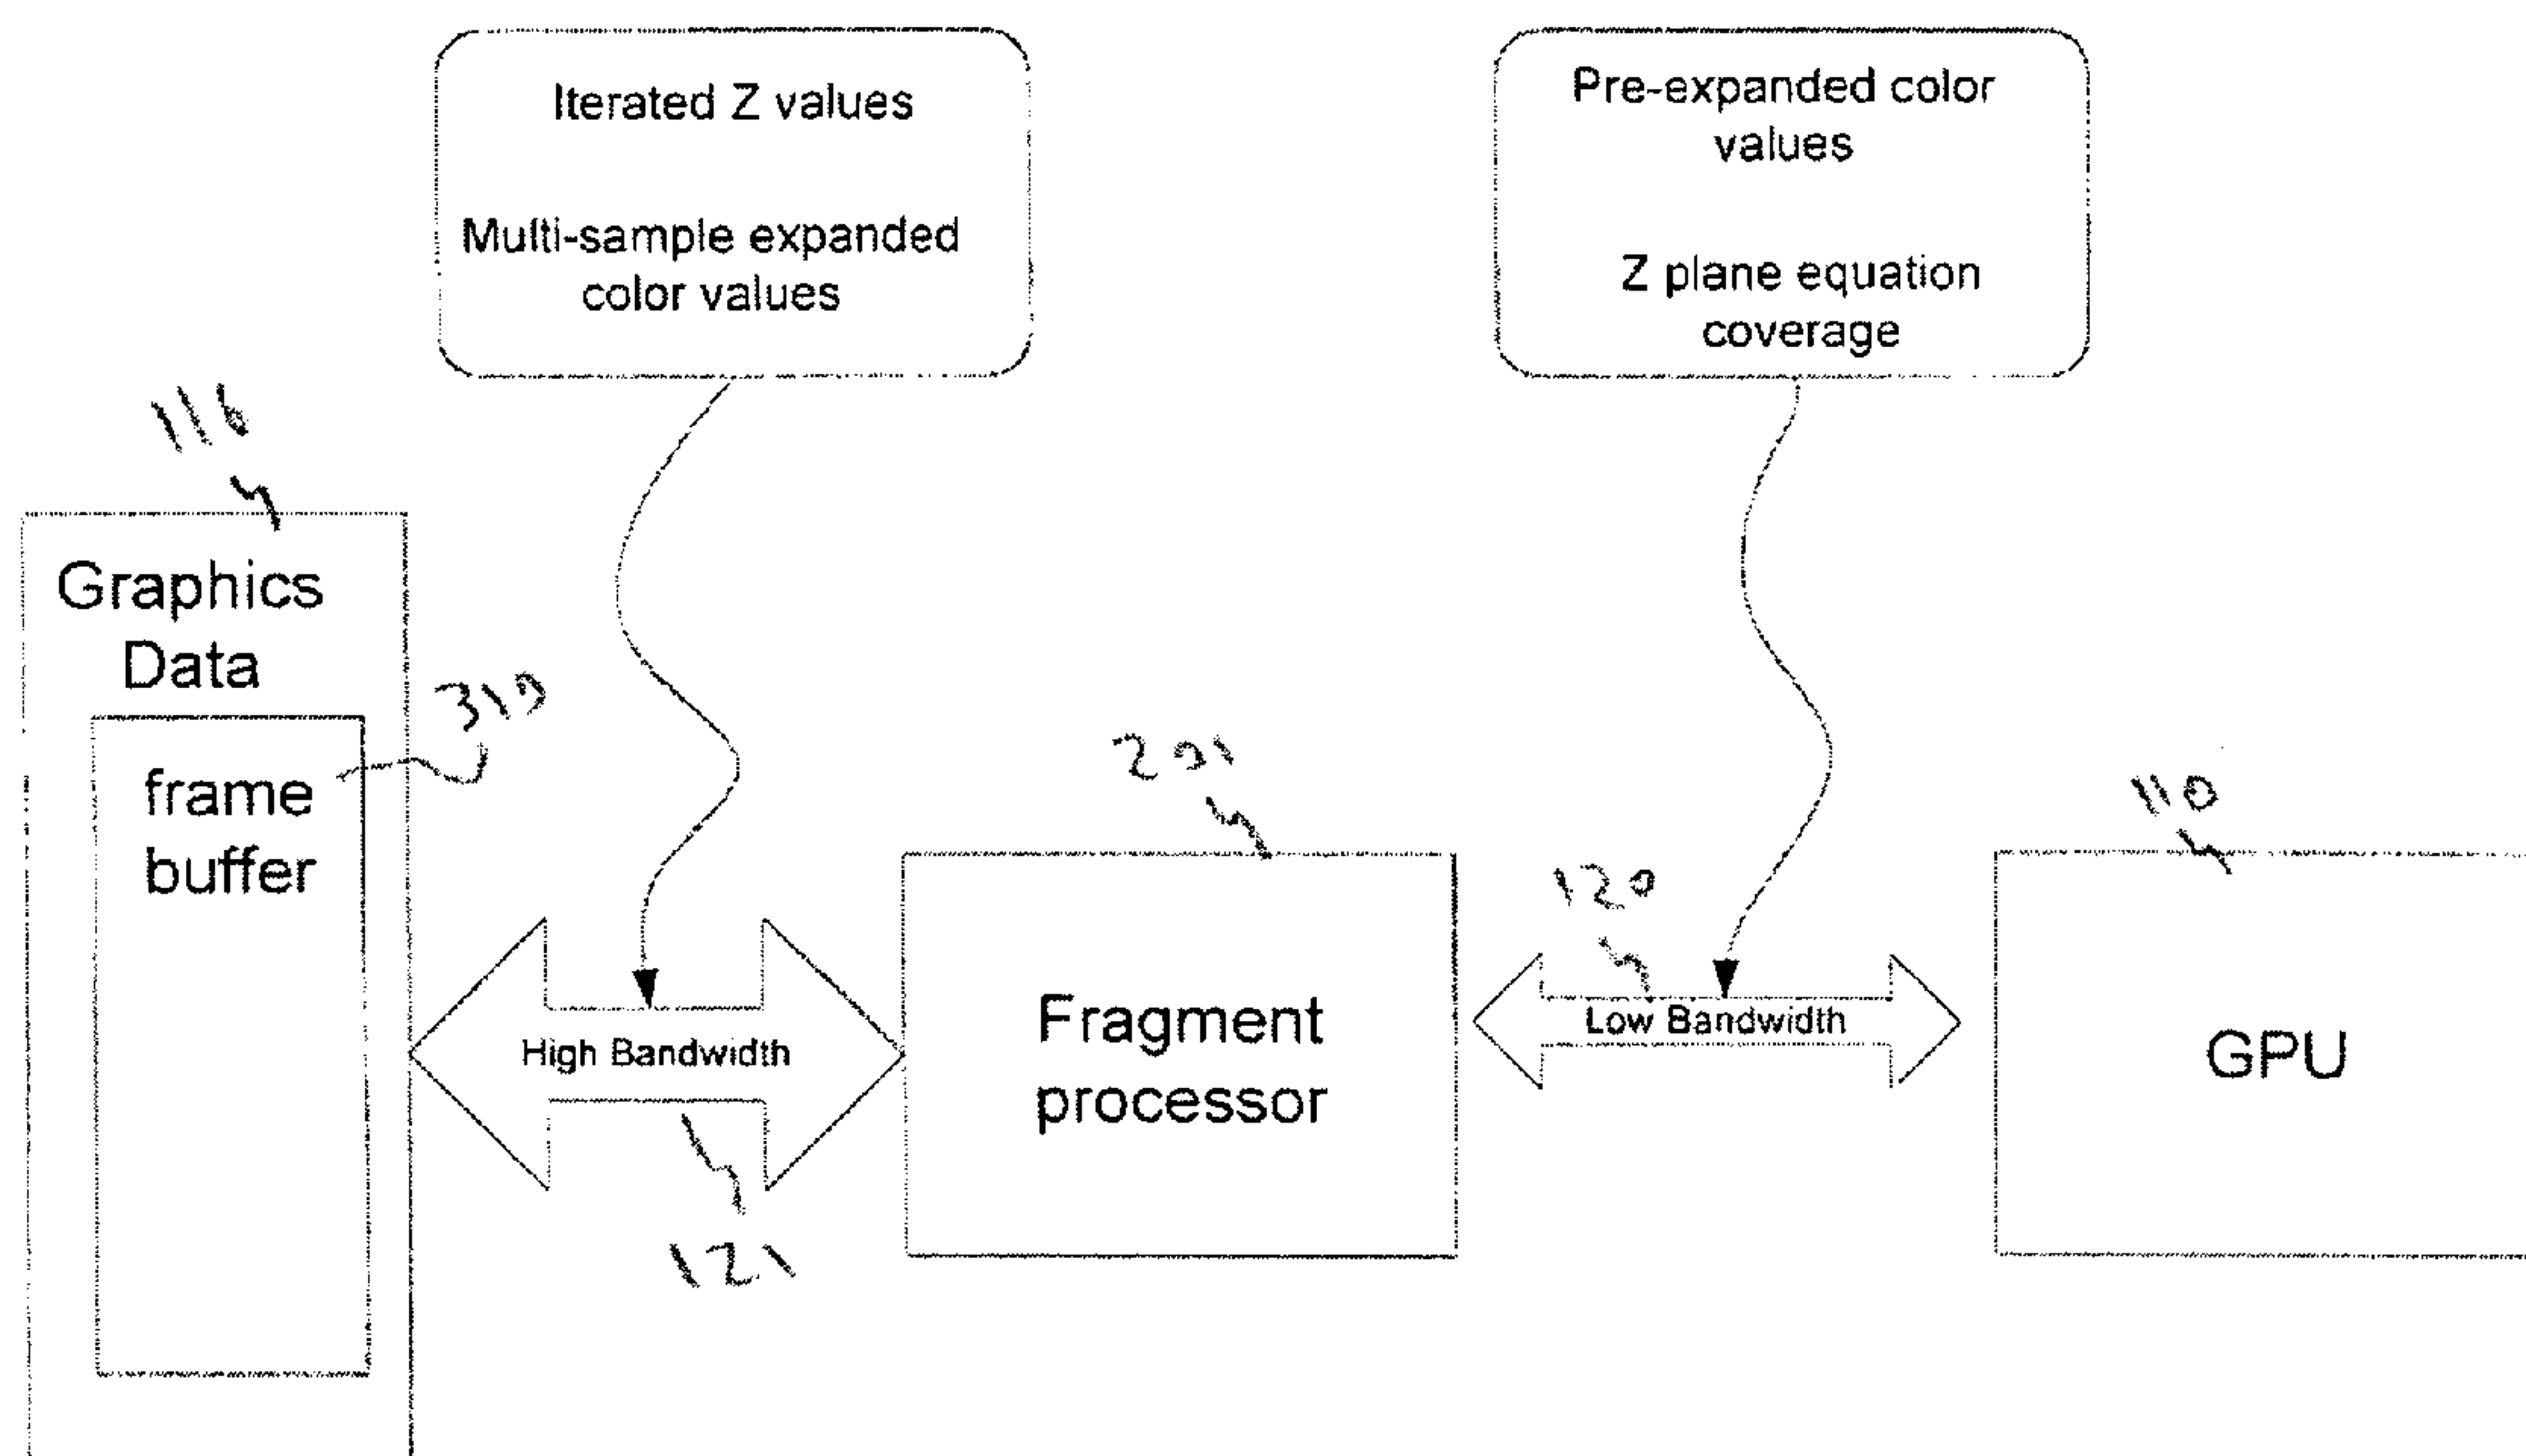 Iterated Z values
Multi-sample expanded
color values
Pre-expanded color
values
Z plane equation
coverage
116
Graphics
Data
310
frame
buffer
201
120
110
High Bandwidth
Fragment
processor
Low Bandwidth
GPU
121